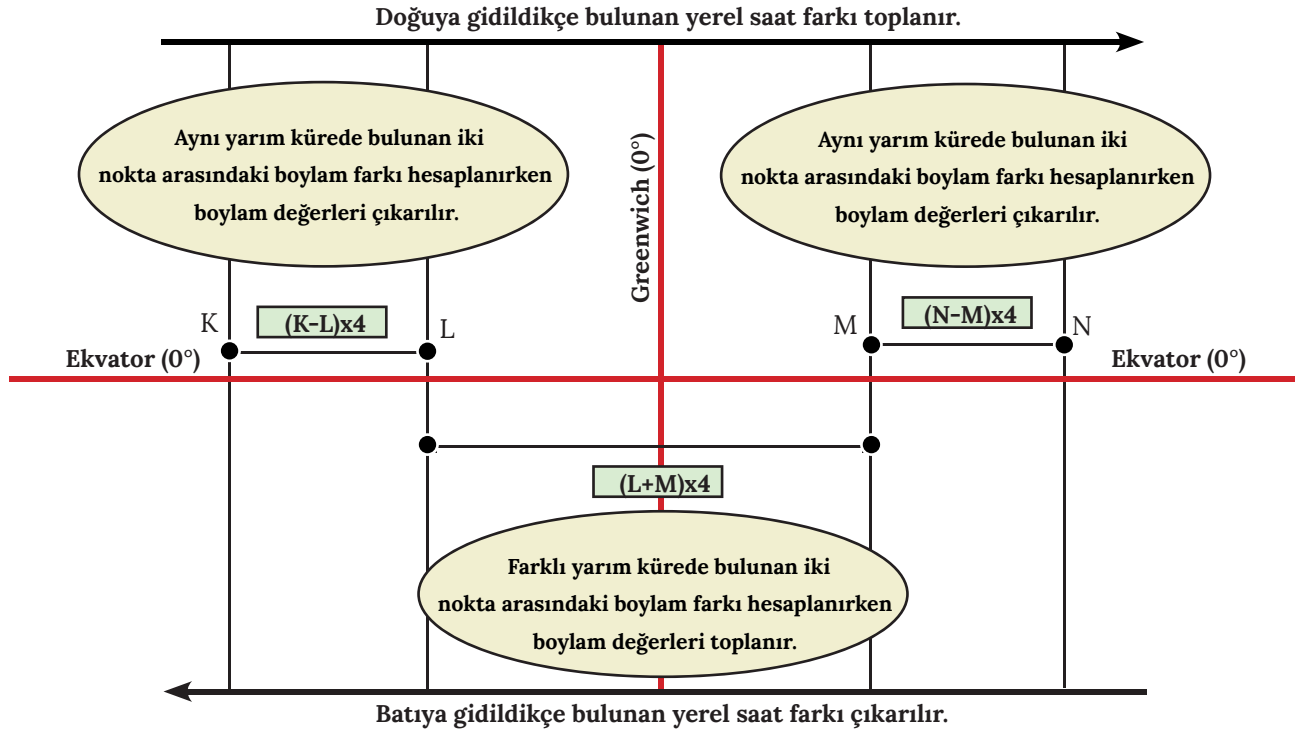 Doğuya gidildikçe bulunan yerel saat farkı toplanır.
Aynı yarım kürede bulunan iki
nokta arasındaki boylam farkı hesaplanırken
boylam değerleri çıkarılır.
Greenwich (0°)
Aynı yarım kürede bulunan iki
nokta arasındaki boylam farkı hesaplanırken
boylam değerleri çıkarılır.
K
(K-L)x4
L
M
(N-M)x4
N
Ekvator (0°)
Ekvator (0°)
(L+M)x4
Farklı yarım kürede bulunan iki
nokta arasındaki boylam farkı hesaplanırken
boylam değerleri toplanır.
Batıya gidildikçe bulunan yerel saat farkı çıkarılır.